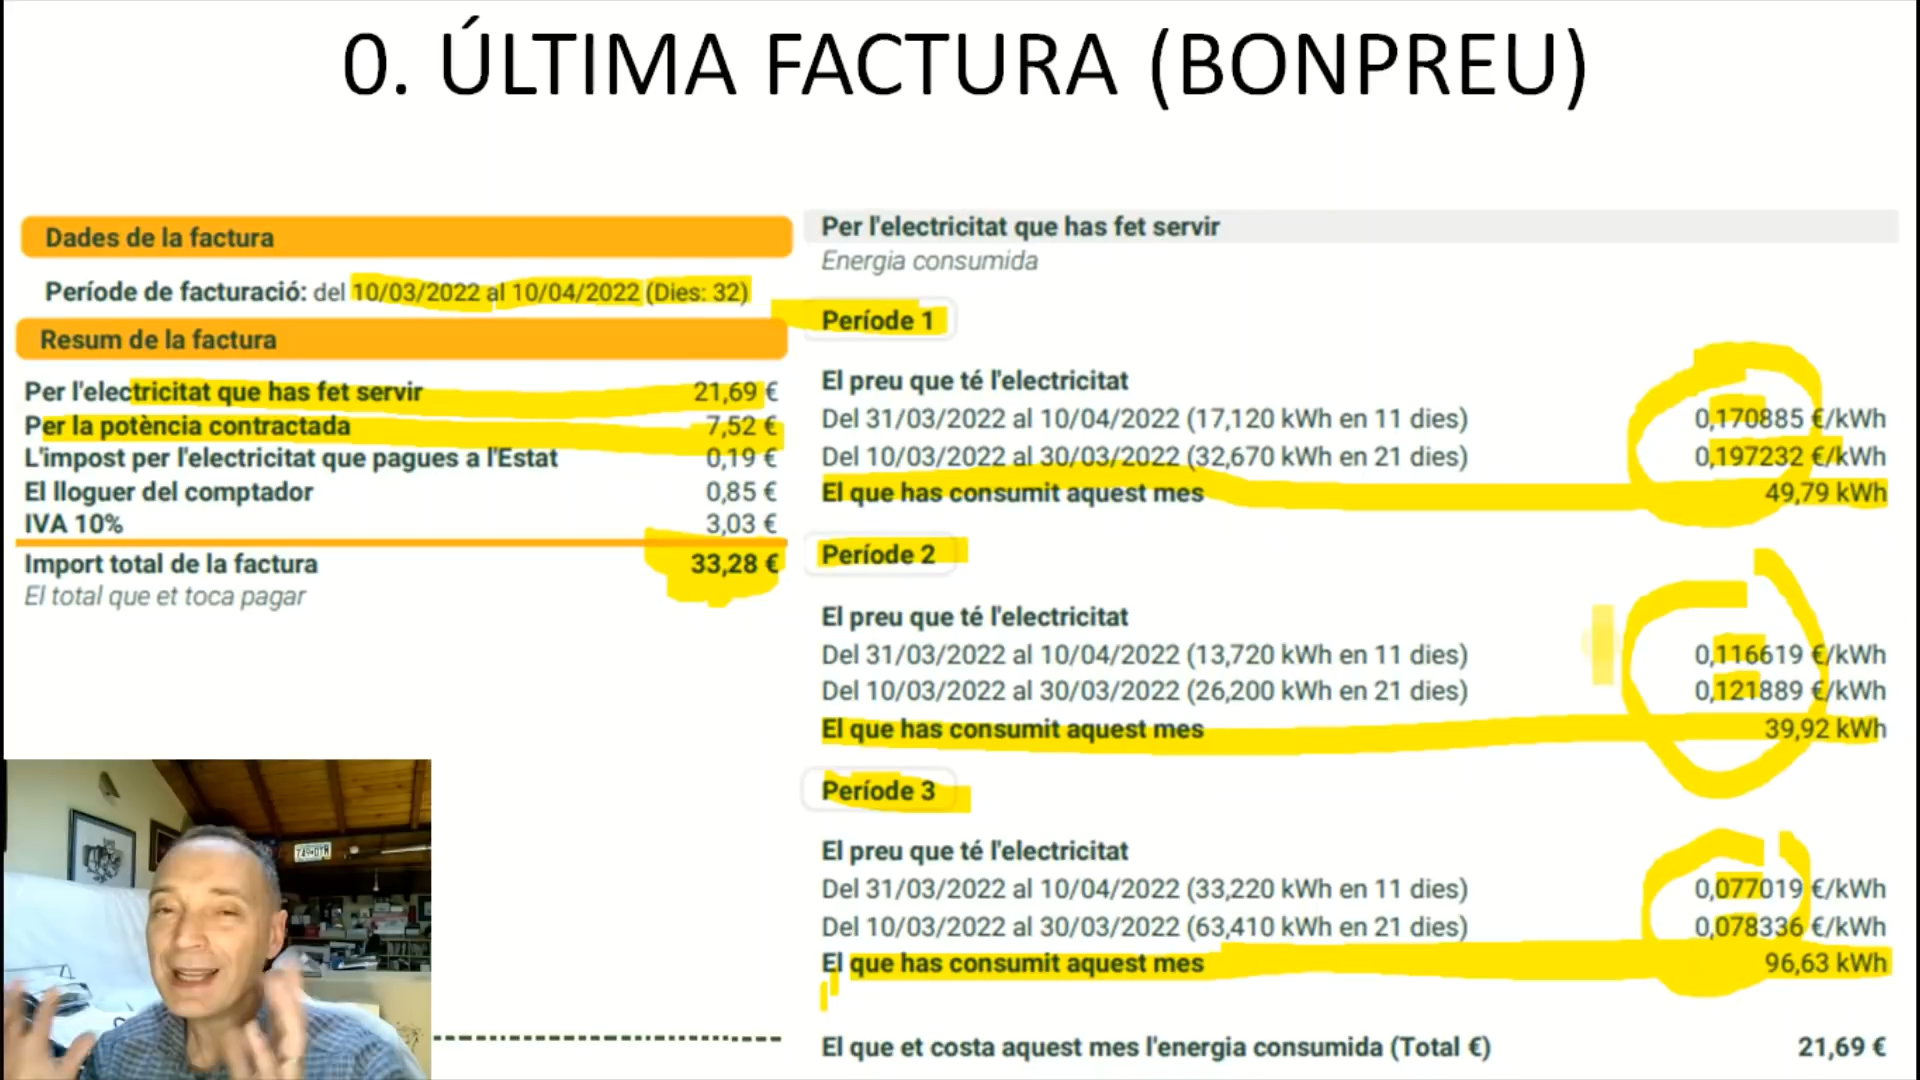 0. ÚLTIMA FACTURA (BONPREU)
Dades de la factura
Període de facturació: del 10/03/2022 al 10/04/2022 (Dies: 32)
Resum de la factura
Per l'electricitat que has fet servir 21,69 €
Per la potència contractada 7,52 €
L'impost per l'electricitat que pagues a l'Estat 0,19 €
El lloguer del comptador 0,85 €
IVA 10% 3,03 €
Import total de la factura 33,28 €
El total que et toca pagar
Per l'electricitat que has fet servir
Energia consumida
Període 1
El preu que té l'electricitat
Del 31/03/2022 al 10/04/2022 (17,120 kWh en 11 dies) 0,170885 €/kWh
Del 10/03/2022 al 30/03/2022 (32,670 kWh en 21 dies) 0,197232 €/kWh
El que has consumit aquest mes 49,79 kWh
Període 2
El preu que té l'electricitat
Del 31/03/2022 al 10/04/2022 (13,720 kWh en 11 dies) 0,116619 €/kWh
Del 10/03/2022 al 30/03/2022 (26,200 kWh en 21 dies) 0,121889 €/kWh
El que has consumit aquest mes 39,92 kWh
Període 3
El preu que té l'electricitat
Del 31/03/2022 al 10/04/2022 (33,220 kWh en 11 dies) 0,077019 €/kWh
Del 10/03/2022 al 30/03/2022 (63,410 kWh en 21 dies) 0,078336 €/kWh
El que has consumit aquest mes 96,63 kWh
El que et costa aquest mes l'energia consumida (Total €) 21,69 €